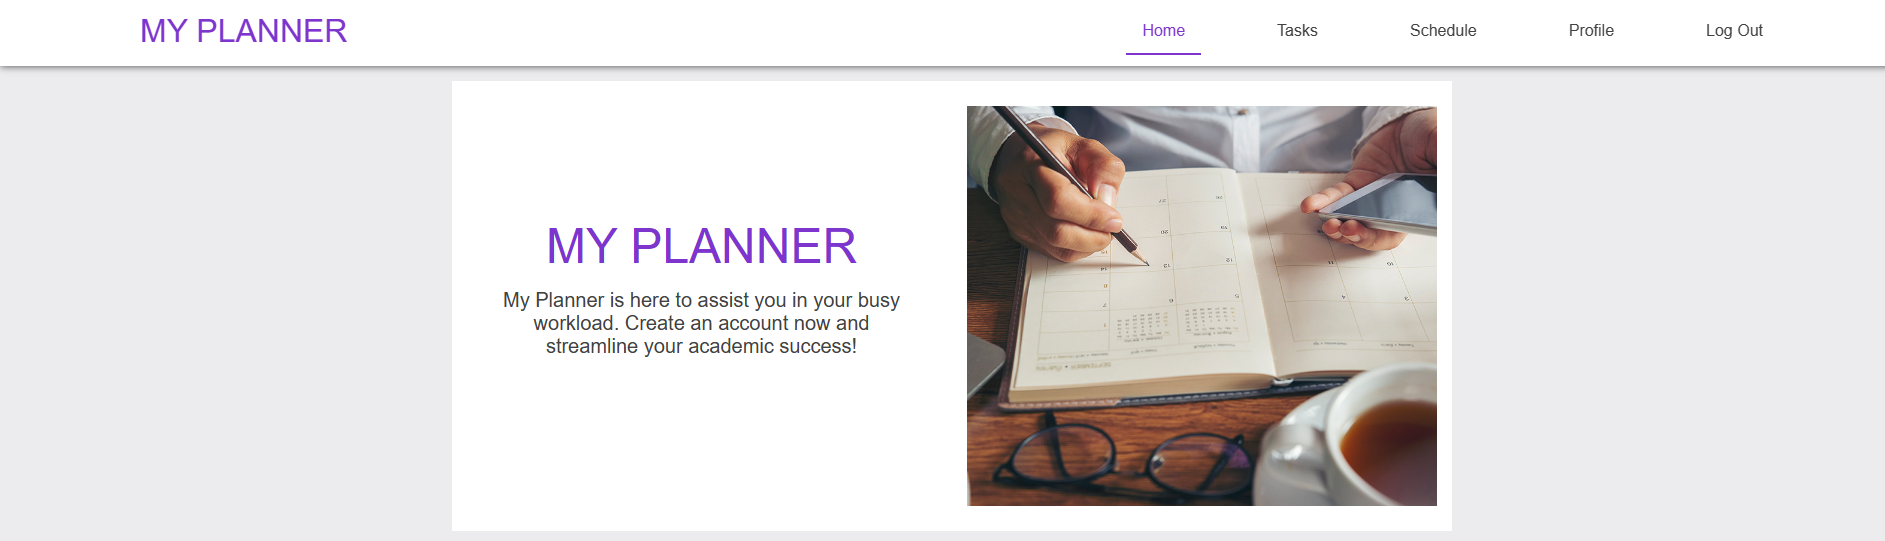 MY PLANNER
Home
Tasks
Schedule
Profile
Log Out
MY PLANNER
My Planner is here to assist you in your busy
workload. Create an account now and
streamline your academic success!